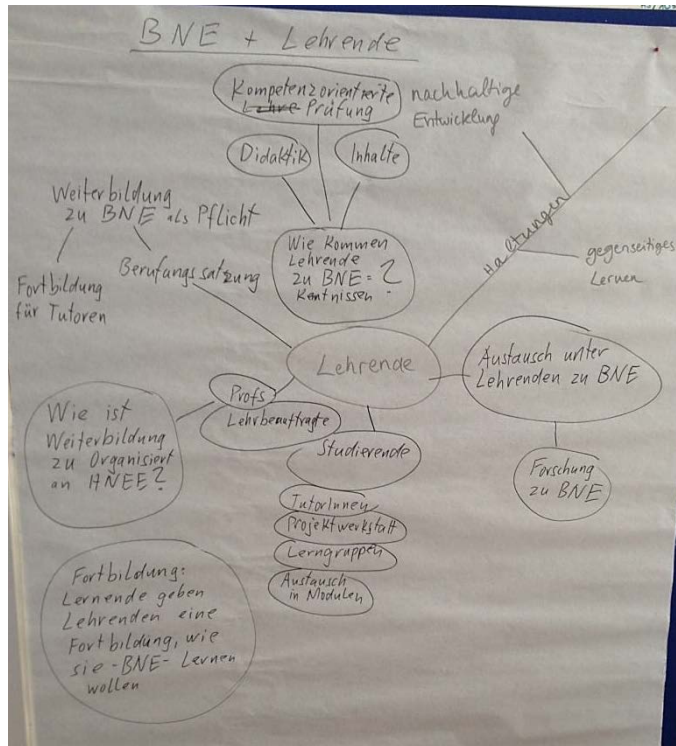 BNE + Lehrende
Kompetenzorientierte
Lehre Prüfung
nachhaltige
Entwicklung
Didaktik
Inhalte
Weiterbildung
zu BNE als Pflicht
Haltungen
Wie kommen
Lehrende
zu BNE =
Kentnissen ?
gegenseitiges
Lernen
Berufungssatzung
Fortbildung
für Tutoren
Lehrende
Austausch unter
Lehrenden zu BNE
Profs
Lehrbeauftragte
Wie ist
Weiterbildung
zu Organisiert
an HNEE?
Studierende
Forschung
zu BNE
TutorInnen
Projektwerkstatt
Lerngruppen
Austausch
in Modulen
Fortbildung:
Lernende geben
Lehrenden eine
Fortbildung, wie
sie -BNE- Lernen
wollen